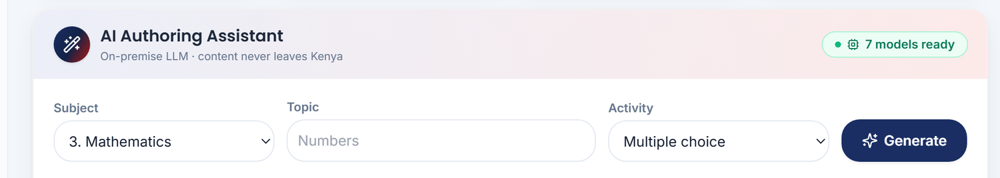 AI Authoring Assistant
On-premise LLM · content never leaves Kenya
7 models ready
Subject
Topic
Activity
3. Mathematics
Numbers
Multiple choice
Generate